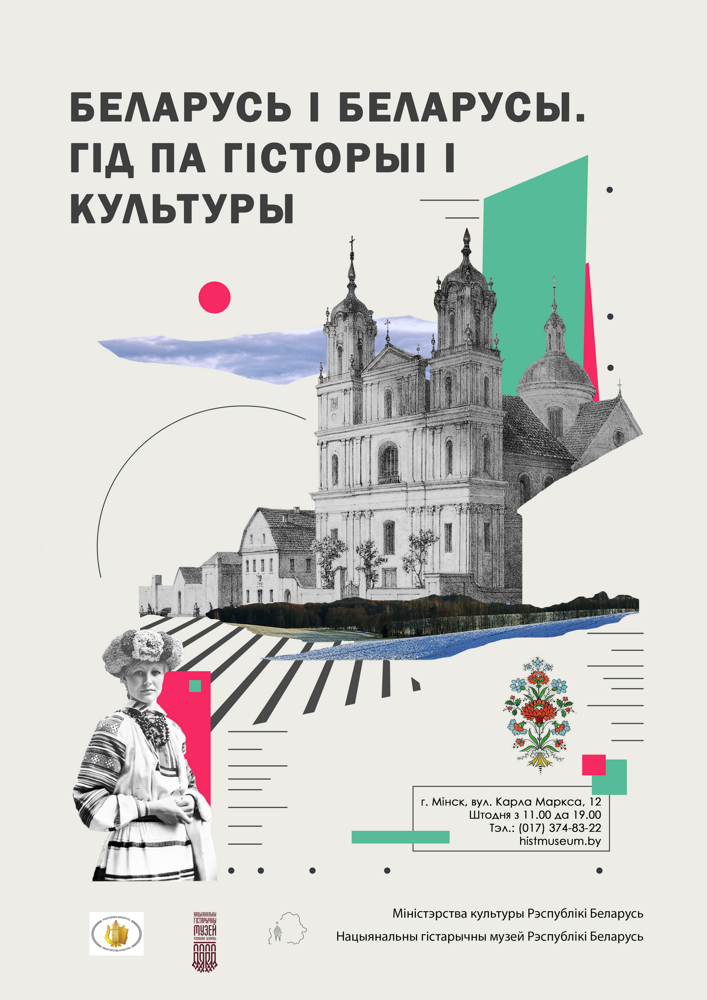 БЕЛАРУСЬ І БЕЛАРУСЫ.
ГІД ПА ГІСТОРЫІ І
КУЛЬТУРЫ
г. Мінск, вул. Карла Маркса, 12
Штодня з 11.00 да 19.00
Тэл.: (017) 374-83-22
histmuseum.by
Міністэрства культуры Рэспублікі Беларусь
Нацыянальны гістарычны музей Рэспублікі Беларусь
РЭСПУБЛІКА БЕЛАРУСЬ
МІНІСТЭРСТВА КУЛЬТУРЫ
НАЦЫЯНАЛЬНЫ
ГІСТАРЫЧНЫ
МУЗЕЙ
РЭСПУБЛІКІ БЕЛАРУСЬ